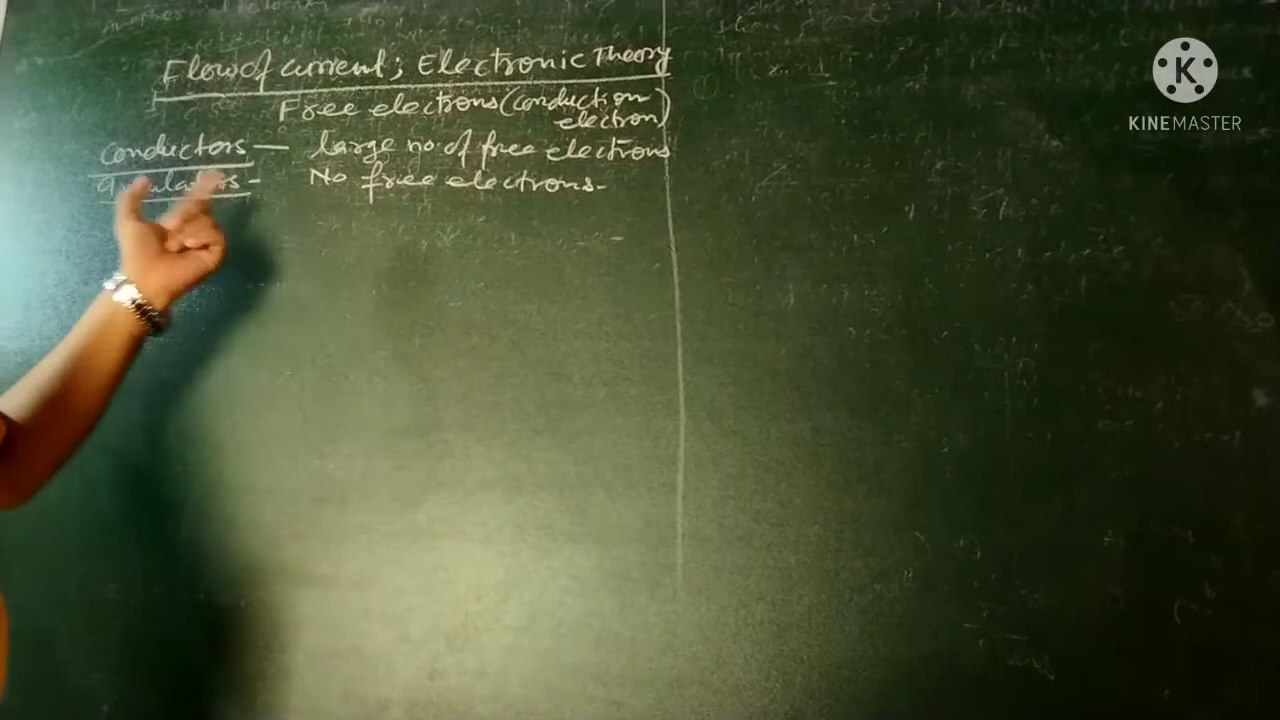 Flow of current; Electronic Theory
Free electrons (conduction
electron)
conductors — large no of free electrons
Insulators - No free electrons-
KINEMASTER